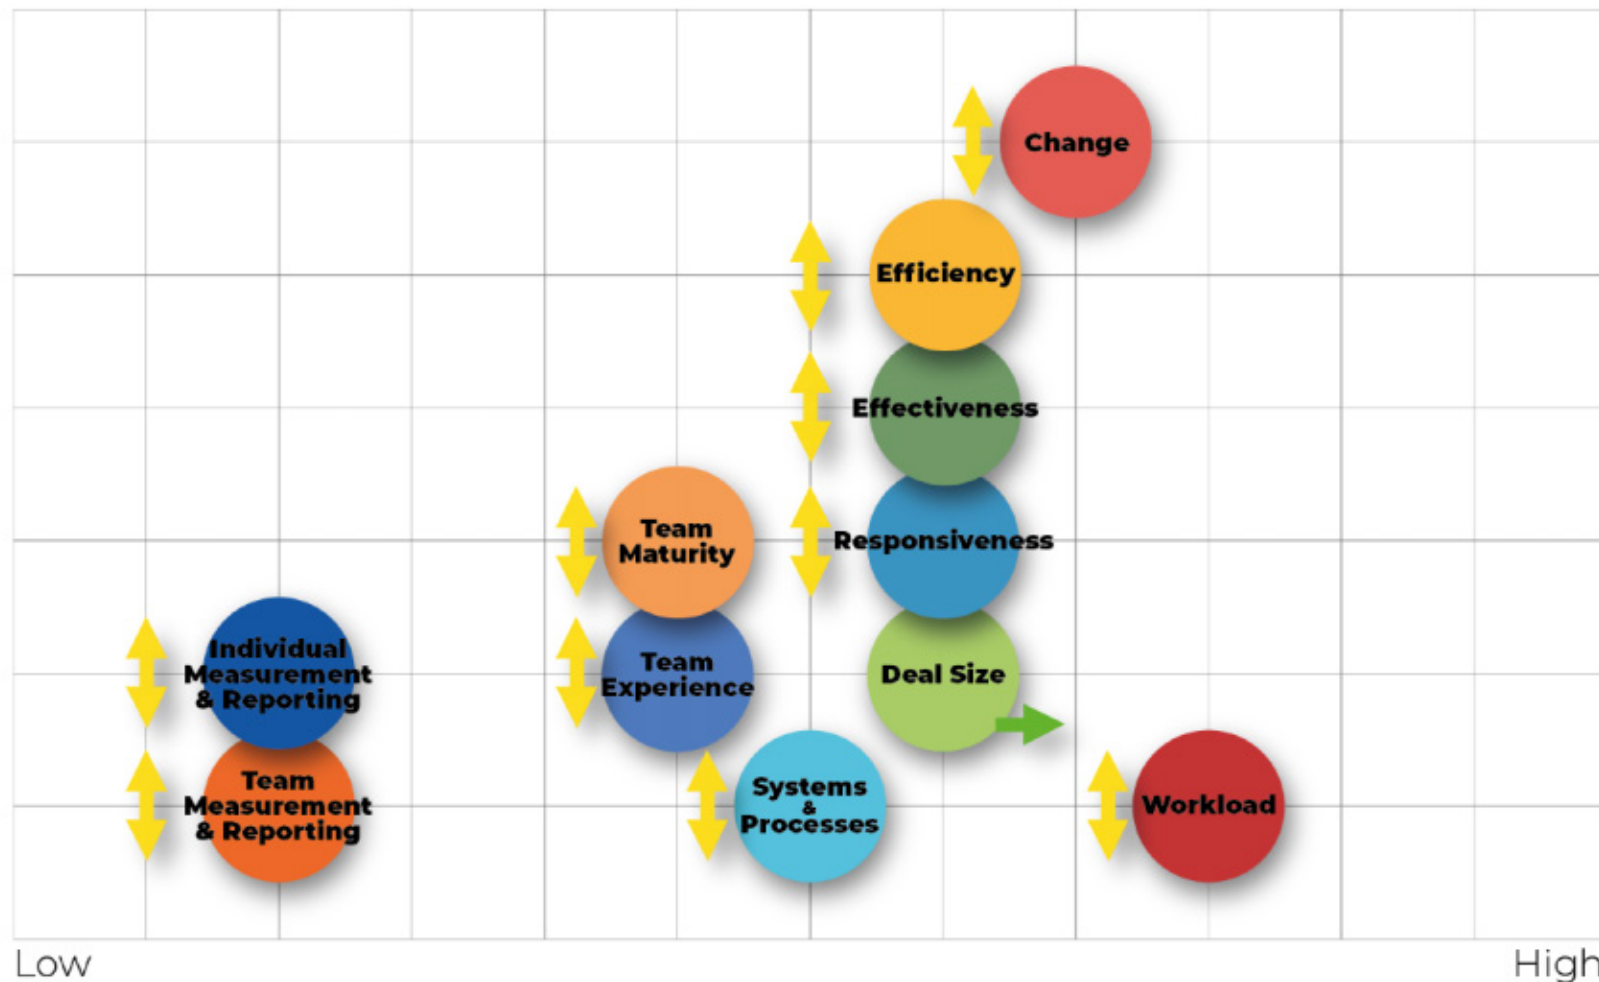 Change
Efficiency
Effectiveness
Team
Maturity
Responsiveness
Individual
Measurement
& Reporting
Team
Experience
Deal Size
Team
Measurement
& Reporting
Systems
&
Processes
Workload
Low
High